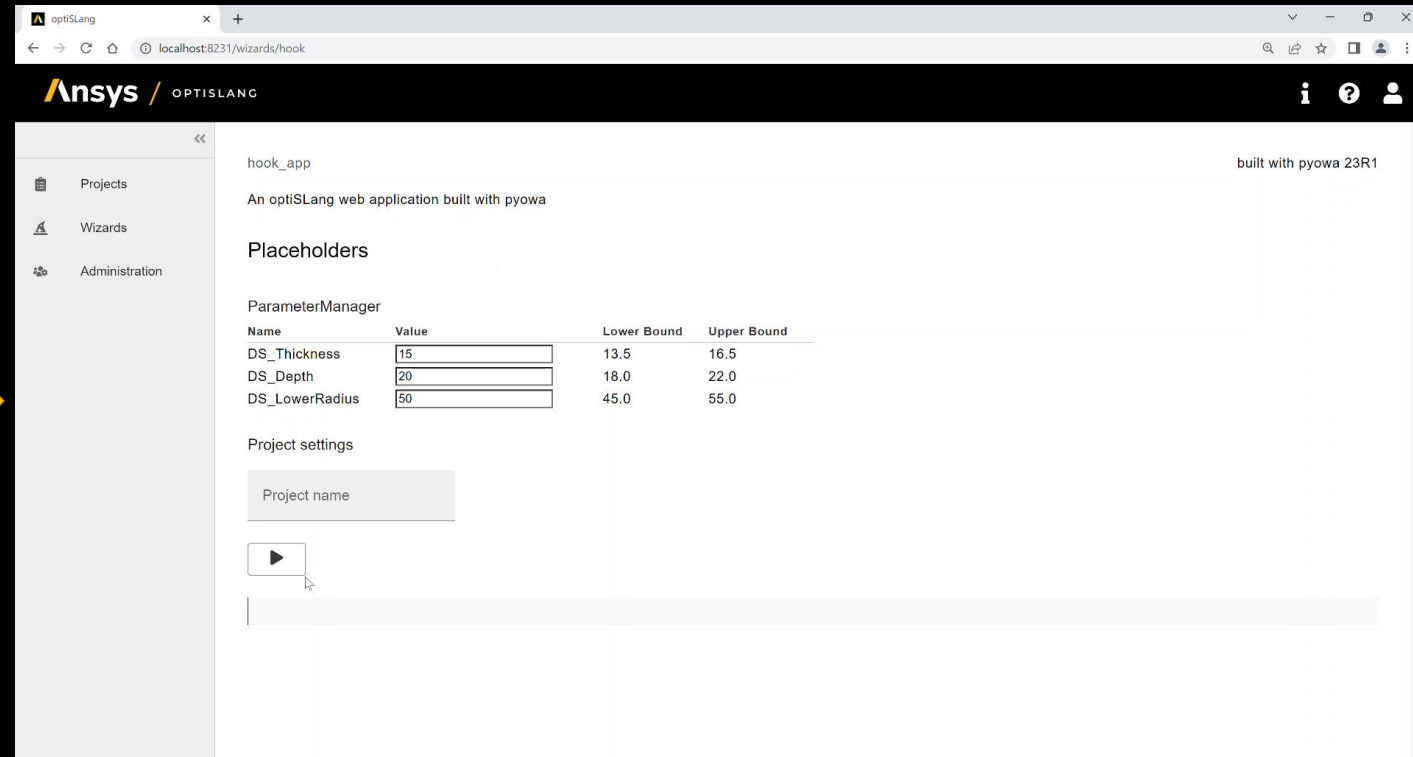 optiSLang
localhost:8231/wizards/hook
Ansys / OPTISLANG
hook_app
built with pyowa 23R1
Projects
An optiSLang web application built with pyowa
Wizards
Placeholders
Administration
ParameterManager
Name Value Lower Bound Upper Bound
DS_Thickness 15 13.5 16.5
DS_Depth 20 18.0 22.0
DS_LowerRadius 50 45.0 55.0
Project settings
Project name